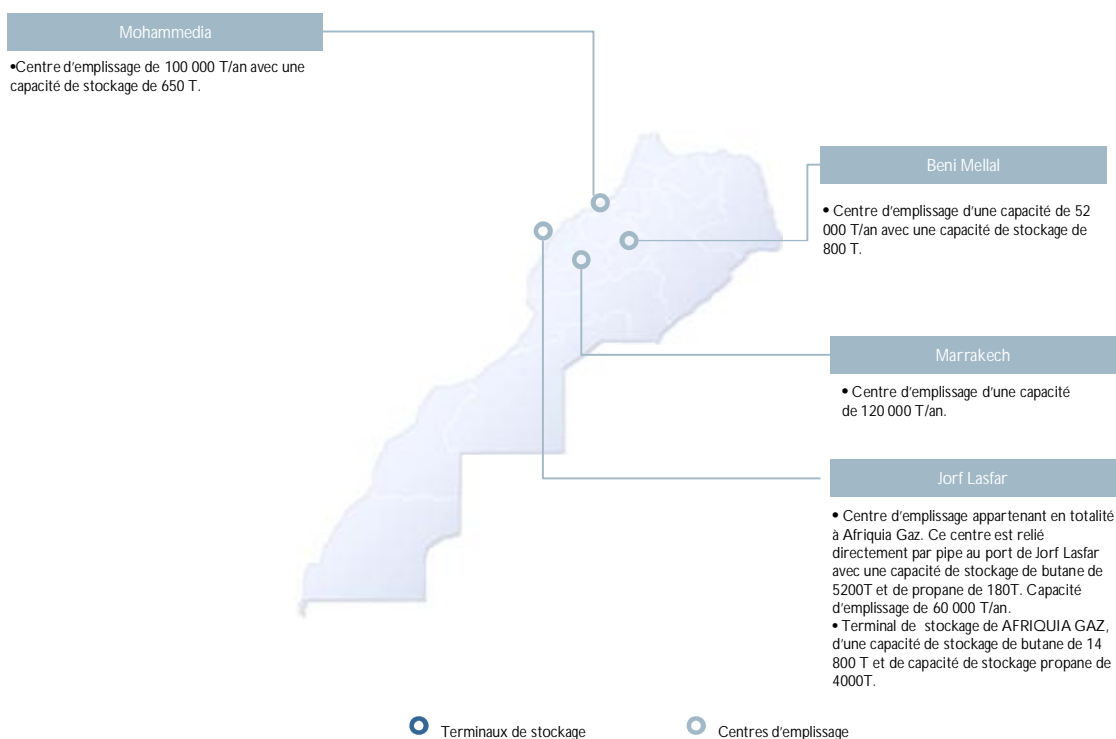 Mohammedia
•Centre d'emplissage de 100 000 T/an avec une
capacité de stockage de 650 T.
Beni Mellal
• Centre d'emplissage d'une capacité de 52
000 T/an avec une capacité de stockage de
800 T.
Marrakech
• Centre d'emplissage d'une capacité
de 120 000 T/an.
Jorf Lasfar
• Centre d'emplissage appartenant en totalité
à Afriquia Gaz. Ce centre est relié
directement par pipe au port de Jorf Lasfar
avec une capacité de stockage de butane de
5200T et de propane de 180T. Capacité
d'emplissage de 60 000 T/an.
• Terminal de stockage de AFRIQUIA GAZ,
d'une capacité de stockage de butane de 14
800 T et de capacité de stockage propane de
4000T.
Terminaux de stockage
Centres d'emplissage